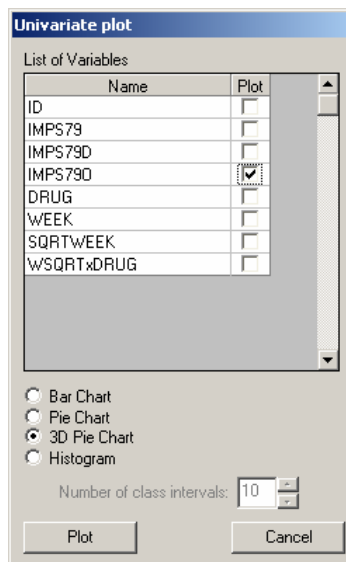 Univariate plot
List of Variables
Name Plot
ID
IMPS79
IMPS79D
IMPS79O
DRUG
WEEK
SQRTWEEK
WSQRTxDRUG
Bar Chart
Pie Chart
3D Pie Chart
Histogram
Number of class intervals: 10
Plot Cancel